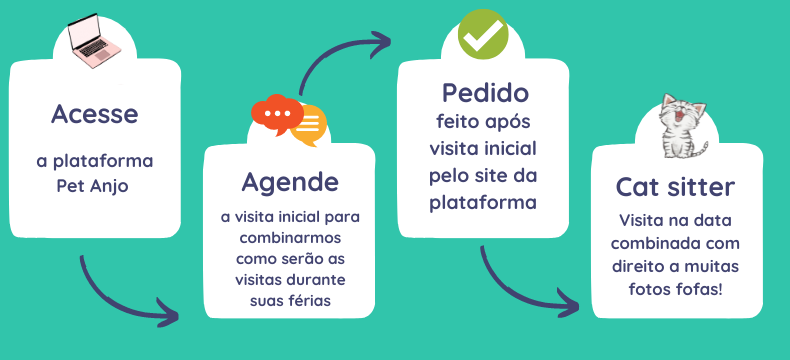 Acesse
a plataforma
Pet Anjo
Agende
a visita inicial para
combinarmos
como serão as
visitas durante
suas férias
Pedido
feito após
visita inicial
pelo site da
plataforma
Cat sitter
Visita na data
combinada com
direito a muitas
fotos fofas!